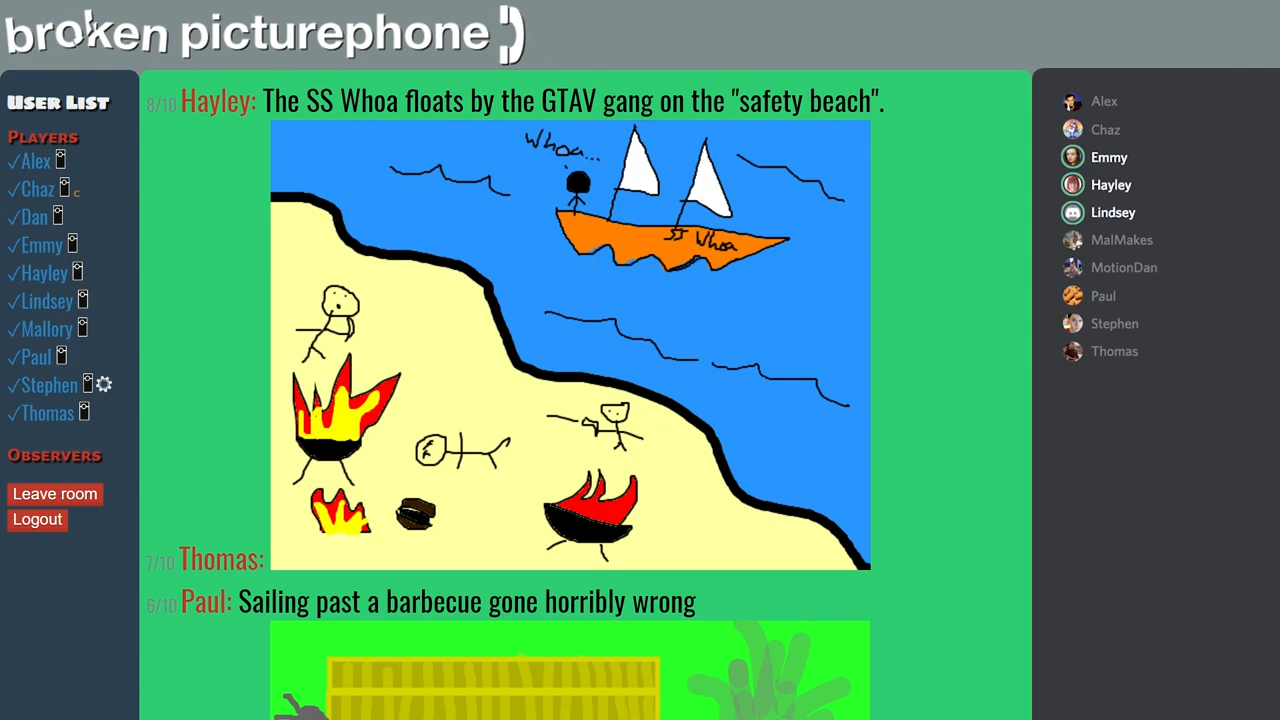 broken picturephone
User List
Players
✓Alex
✓Chaz c
✓Dan
✓Emmy
✓Hayley
✓Lindsey
✓Mallory
✓Paul
✓Stephen
✓Thomas
Observers
Leave room
Logout
8/10 Hayley: The SS Whoa floats by the GTAV gang on the "safety beach".
Whoa...
SS Whoa
7/10 Thomas:
6/10 Paul: Sailing past a barbecue gone horribly wrong
Alex
Chaz
Emmy
Hayley
Lindsey
MalMakes
MotionDan
Paul
Stephen
Thomas